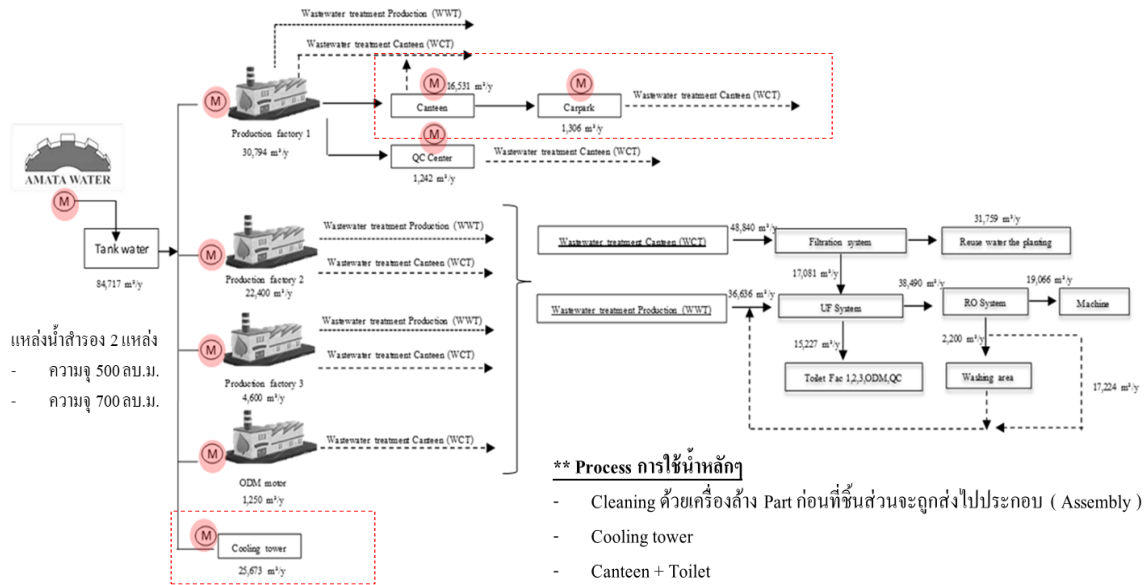 Wastewater treatment Production (WWT)
Wastewater treatment Canteen (WCT)
M
16,531 m³/y
M
M
Canteen
Carpark
Wastewater treatment Canteen (WCT)
1,306 m³/y
Production factory 1
30,794 m³/y
M
QC Center
Wastewater treatment Canteen (WCT)
1,242 m³/y
AMATA WATER
M
Tank water
84,717 m³/y
แหล่งน้ำสำรอง 2 แหล่ง
- ความจุ 500 ลบ.ม.
- ความจุ 700 ลบ.ม.
M
Wastewater treatment Production (WWT)
Wastewater treatment Canteen (WCT)
Production factory 2
22,400 m³/y
M
Wastewater treatment Production (WWT)
Wastewater treatment Canteen (WCT)
Production factory 3
4,600 m³/y
M
Wastewater treatment Canteen (WCT)
ODM motor
1,250 m³/y
M
Cooling tower
25,673 m³/y
Wastewater treatment Canteen (WCT)
48,840 m³/y
Filtration system
31,759 m³/y
Reuse water the planting
17,081 m³/y
Wastewater treatment Production (WWT)
36,636 m³/y
UF System
38,490 m³/y
RO System
19,066 m³/y
Machine
15,227 m³/y
2,200 m³/y
Toilet Fac 1,2,3,ODM,QC
Washing area
17,224 m³/y
** Process การใช้น้ำหลักๆ
- Cleaning ด้วยเครื่องล้าง Part ก่อนที่ชิ้นส่วนจะถูกส่งไปประกอบ ( Assembly )
- Cooling tower
- Canteen + Toilet